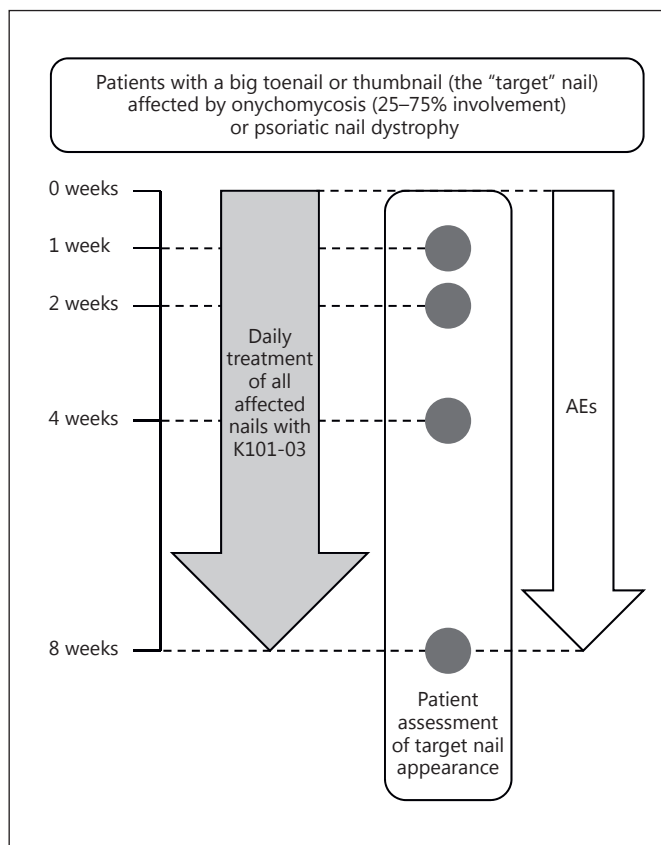 Patients with a big toenail or thumbnail (the “target” nail)
affected by onychomycosis (25–75% involvement)
or psoriatic nail dystrophy
0 weeks
1 week
2 weeks
4 weeks
8 weeks
Daily
treatment
of all
affected
nails with
K101-03
AEs
Patient
assessment
of target nail
appearance